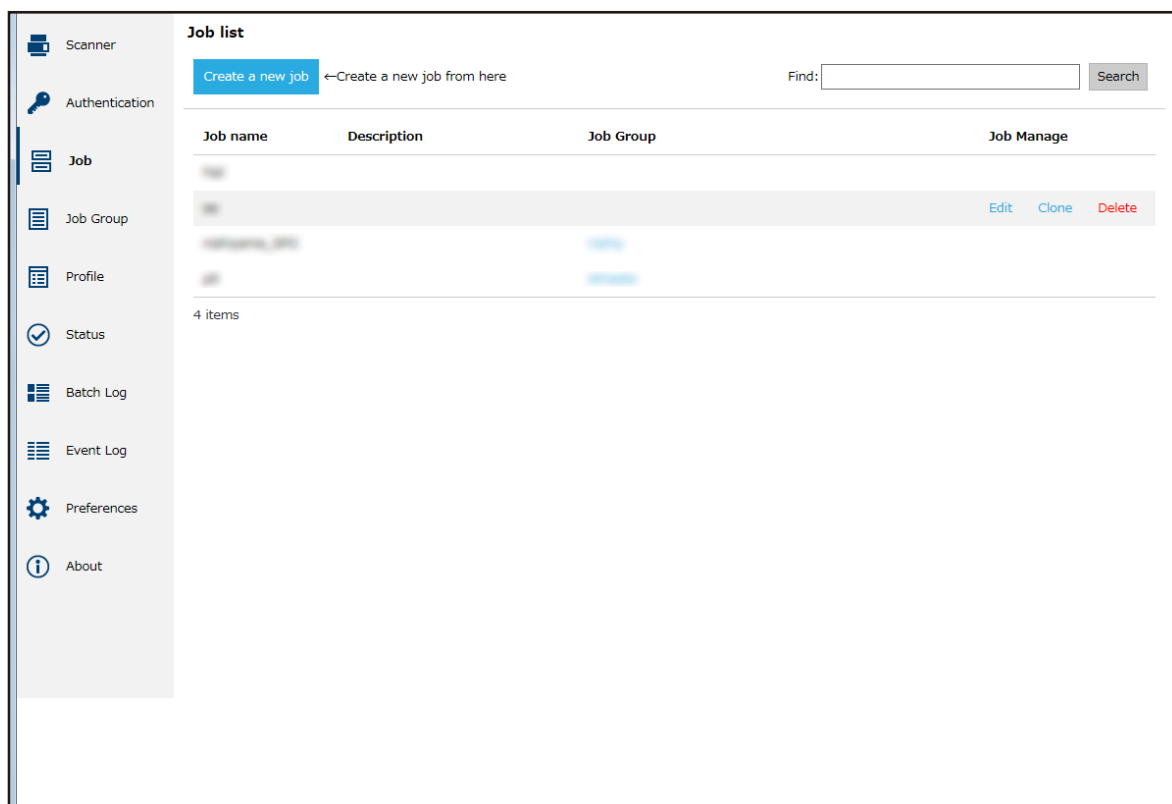 Scanner
Authentication
Job
Job Group
Profile
Status
Batch Log
Event Log
Preferences
About
Job list
Create a new job ←Create a new job from here Find: Search
Job name Description Job Group Job Manage
Edit Clone Delete
4 items